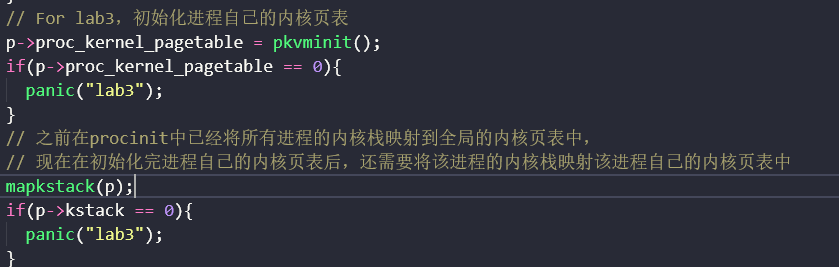 // For lab3，初始化进程自己的内核页表
p->proc_kernel_pagetable = pkvminit();
if(p->proc_kernel_pagetable == 0){
panic("lab3");
}
// 之前在procinit中已经将所有进程的内核栈映射到全局的内核页表中，
// 现在在初始化完进程自己的内核页表后，还需要将该进程的内核栈映射该进程自己的内核页表中
mapkstack(p);
if(p->kstack == 0){
panic("lab3");
}